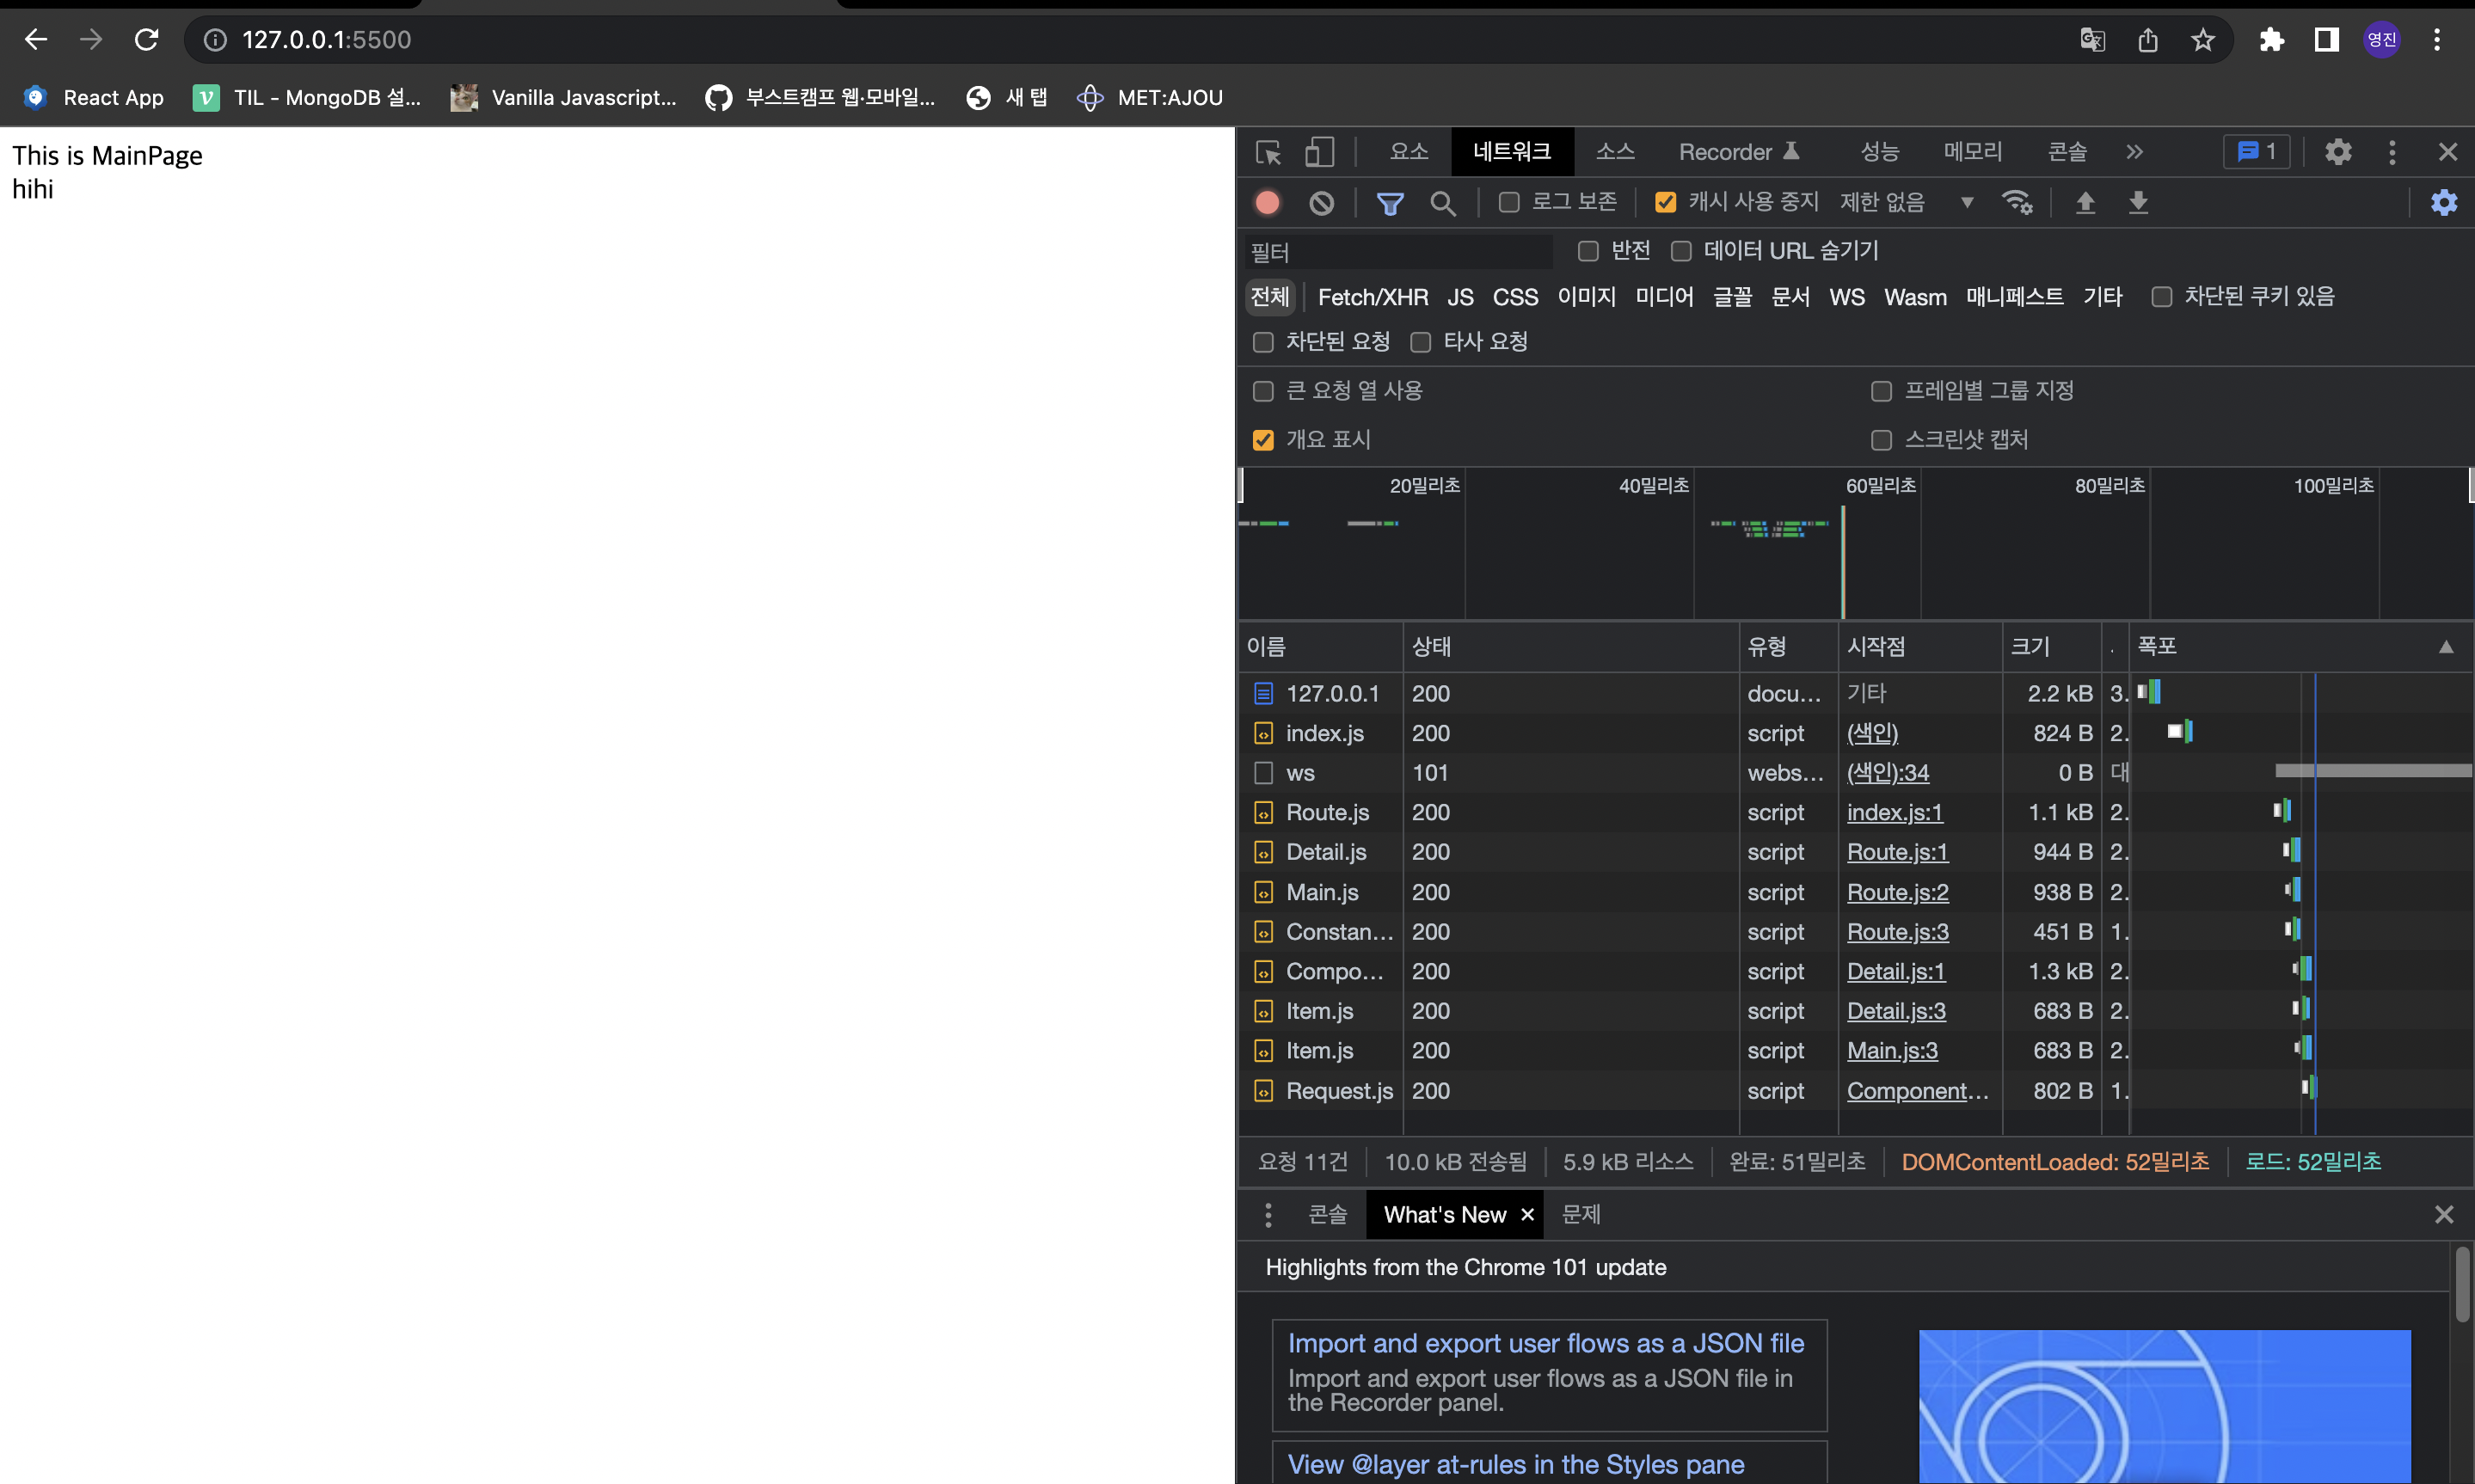 127.0.0.1:5500
영진
React App
TIL - MongoDB 설...
Vanilla Javascript...
부스트캠프 웹·모바일...
새 탭
MET:AJOU
This is MainPage
hihi
요소 네트워크 소스 Recorder 성능 메모리 콘솔 » 1
로그 보존 캐시 사용 중지 제한 없음
필터 반전 데이터 URL 숨기기
전체 Fetch/XHR JS CSS 이미지 미디어 글꼴 문서 WS Wasm 매니페스트 기타 차단된 쿠키 있음
차단된 요청 타사 요청
큰 요청 열 사용 프레임별 그룹 지정
개요 표시 스크린샷 캡처
20밀리초 40밀리초 60밀리초 80밀리초 100밀리초
이름 상태 유형 시작점 크기 . 폭포
127.0.0.1 200 docu... 기타 2.2 kB 3.
index.js 200 script (색인) 824 B 2.
ws 101 webs... (색인):34 0 B 대
Route.js 200 script index.js:1 1.1 kB 2.
Detail.js 200 script Route.js:1 944 B 2.
Main.js 200 script Route.js:2 938 B 2.
Constan... 200 script Route.js:3 451 B 1.
Compo... 200 script Detail.js:1 1.3 kB 2.
Item.js 200 script Detail.js:3 683 B 2.
Item.js 200 script Main.js:3 683 B 2.
Request.js 200 script Component... 802 B 1.
요청 11건 10.0 kB 전송됨 5.9 kB 리소스 완료: 51밀리초 DOMContentLoaded: 52밀리초 로드: 52밀리초
콘솔 What's New × 문제
Highlights from the Chrome 101 update
Import and export user flows as a JSON file
Import and export user flows as a JSON file in
the Recorder panel.
View @layer at-rules in the Styles pane